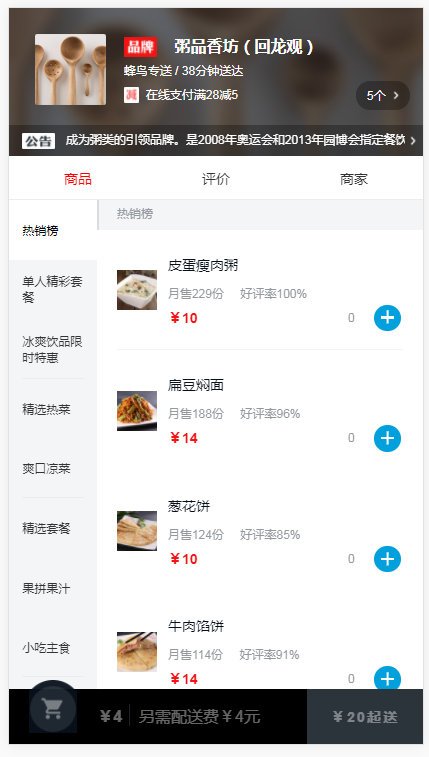 品牌 粥品香坊（回龙观）
蜂鸟专送 / 38分钟送达
减 在线支付满28减5
5个 >
公告 成为粥类的引领品牌。是2008年奥运会和2013年园博会指定餐饮 >
商品 评价 商家
热销榜
单人精彩套
餐
冰爽饮品限
时特惠
精选热菜
爽口凉菜
精选套餐
果拼果汁
小吃主食
热销榜
皮蛋瘦肉粥
月售229份 好评率100%
￥10 0
扁豆焖面
月售188份 好评率96%
￥14 0
葱花饼
月售124份 好评率85%
￥10 0
牛肉馅饼
月售114份 好评率91%
￥14 0
￥4 另需配送费￥4元 ￥20起送